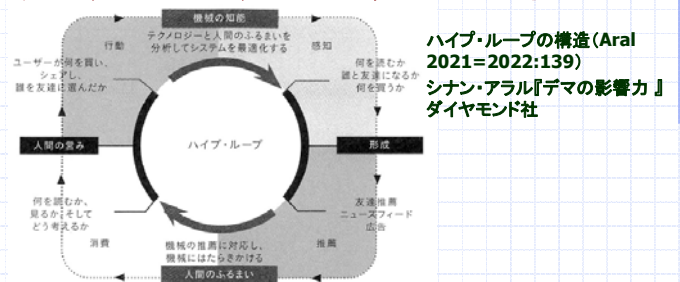 機械の知能
テクノロジーと人間のふるまいを
分析してシステムを最適化する
行動
感知
ユーザーが何を買い、
シェアし、
誰を友達に選んだか
何を読むか
誰と友達になるか
何を買うか
人間の営み
ハイプ・ループ
形成
何を読むか、
見るか、そして
どう考えるか
友達推薦
ニュースフィード
広告
消費
推薦
機械の推薦に対応し、
機械にはたらきかける
人間のふるまい
ハイプ・ループの構造(Aral
2021=2022:139)
シナン・アラル『デマの影響力 』
ダイヤモンド社